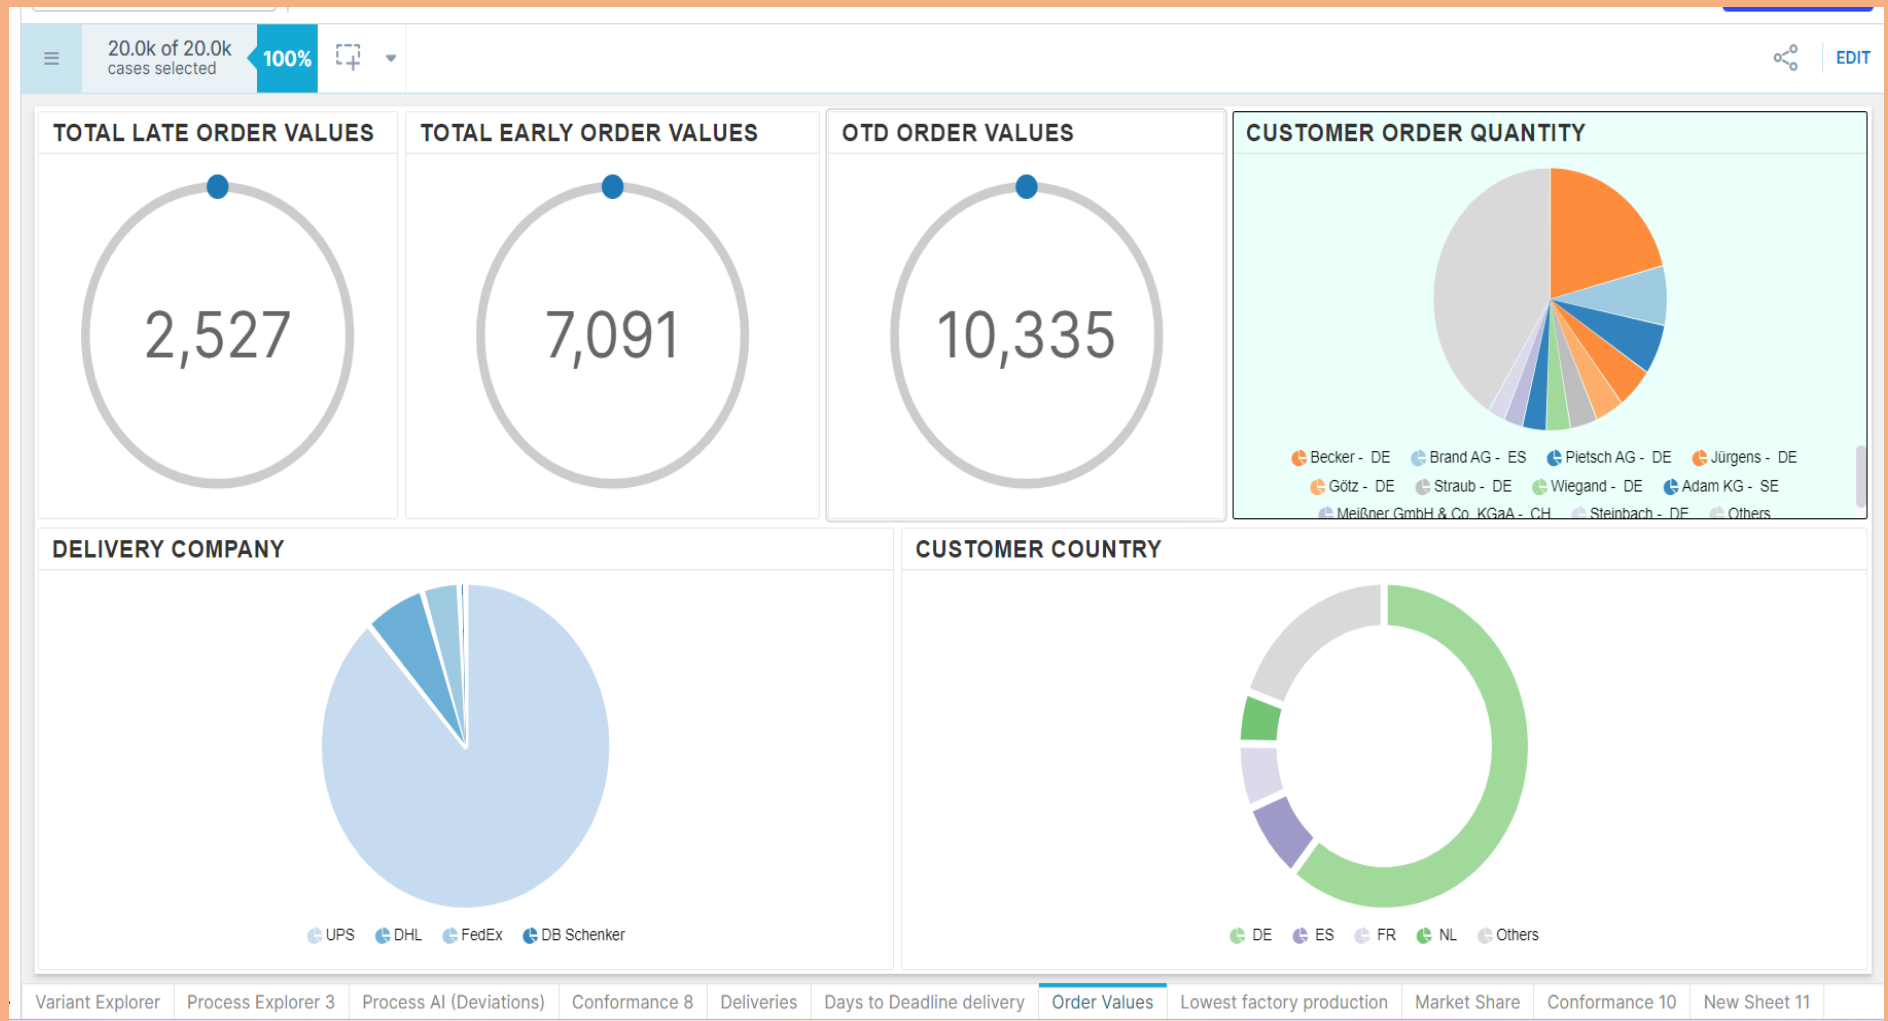 20.0k of 20.0k
cases selected
100%
EDIT
TOTAL LATE ORDER VALUES
TOTAL EARLY ORDER VALUES
OTD ORDER VALUES
CUSTOMER ORDER QUANTITY
2,527
7,091
10,335
Becker - DE Brand AG - ES Pietsch AG - DE Jürgens - DE
Götz - DE Straub - DE Wiegand - DE Adam KG - SE
Meißner GmbH & Co. KGaA - CH Steinbach - DE Others
DELIVERY COMPANY
CUSTOMER COUNTRY
UPS DHL FedEx DB Schenker
DE ES FR NL Others
Variant Explorer Process Explorer 3 Process AI (Deviations) Conformance 8 Deliveries Days to Deadline delivery Order Values Lowest factory production Market Share Conformance 10 New Sheet 11